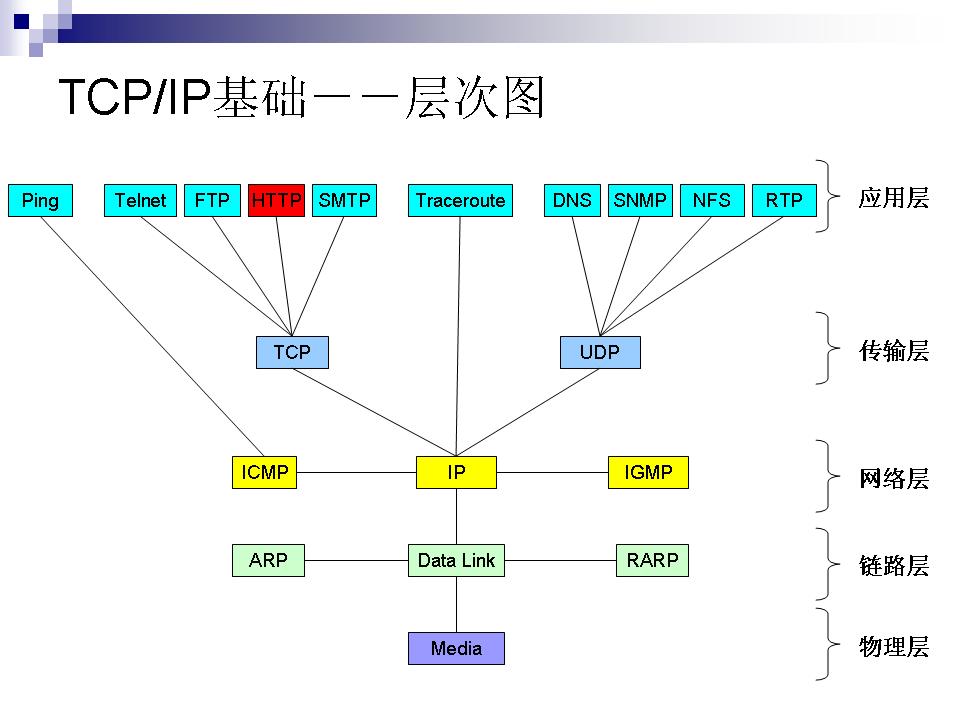 TCP/IP基础－－层次图
Ping Telnet FTP HTTP SMTP Traceroute DNS SNMP NFS RTP 应用层
TCP UDP 传输层
ICMP IP IGMP 网络层
ARP Data Link RARP 链路层
Media 物理层